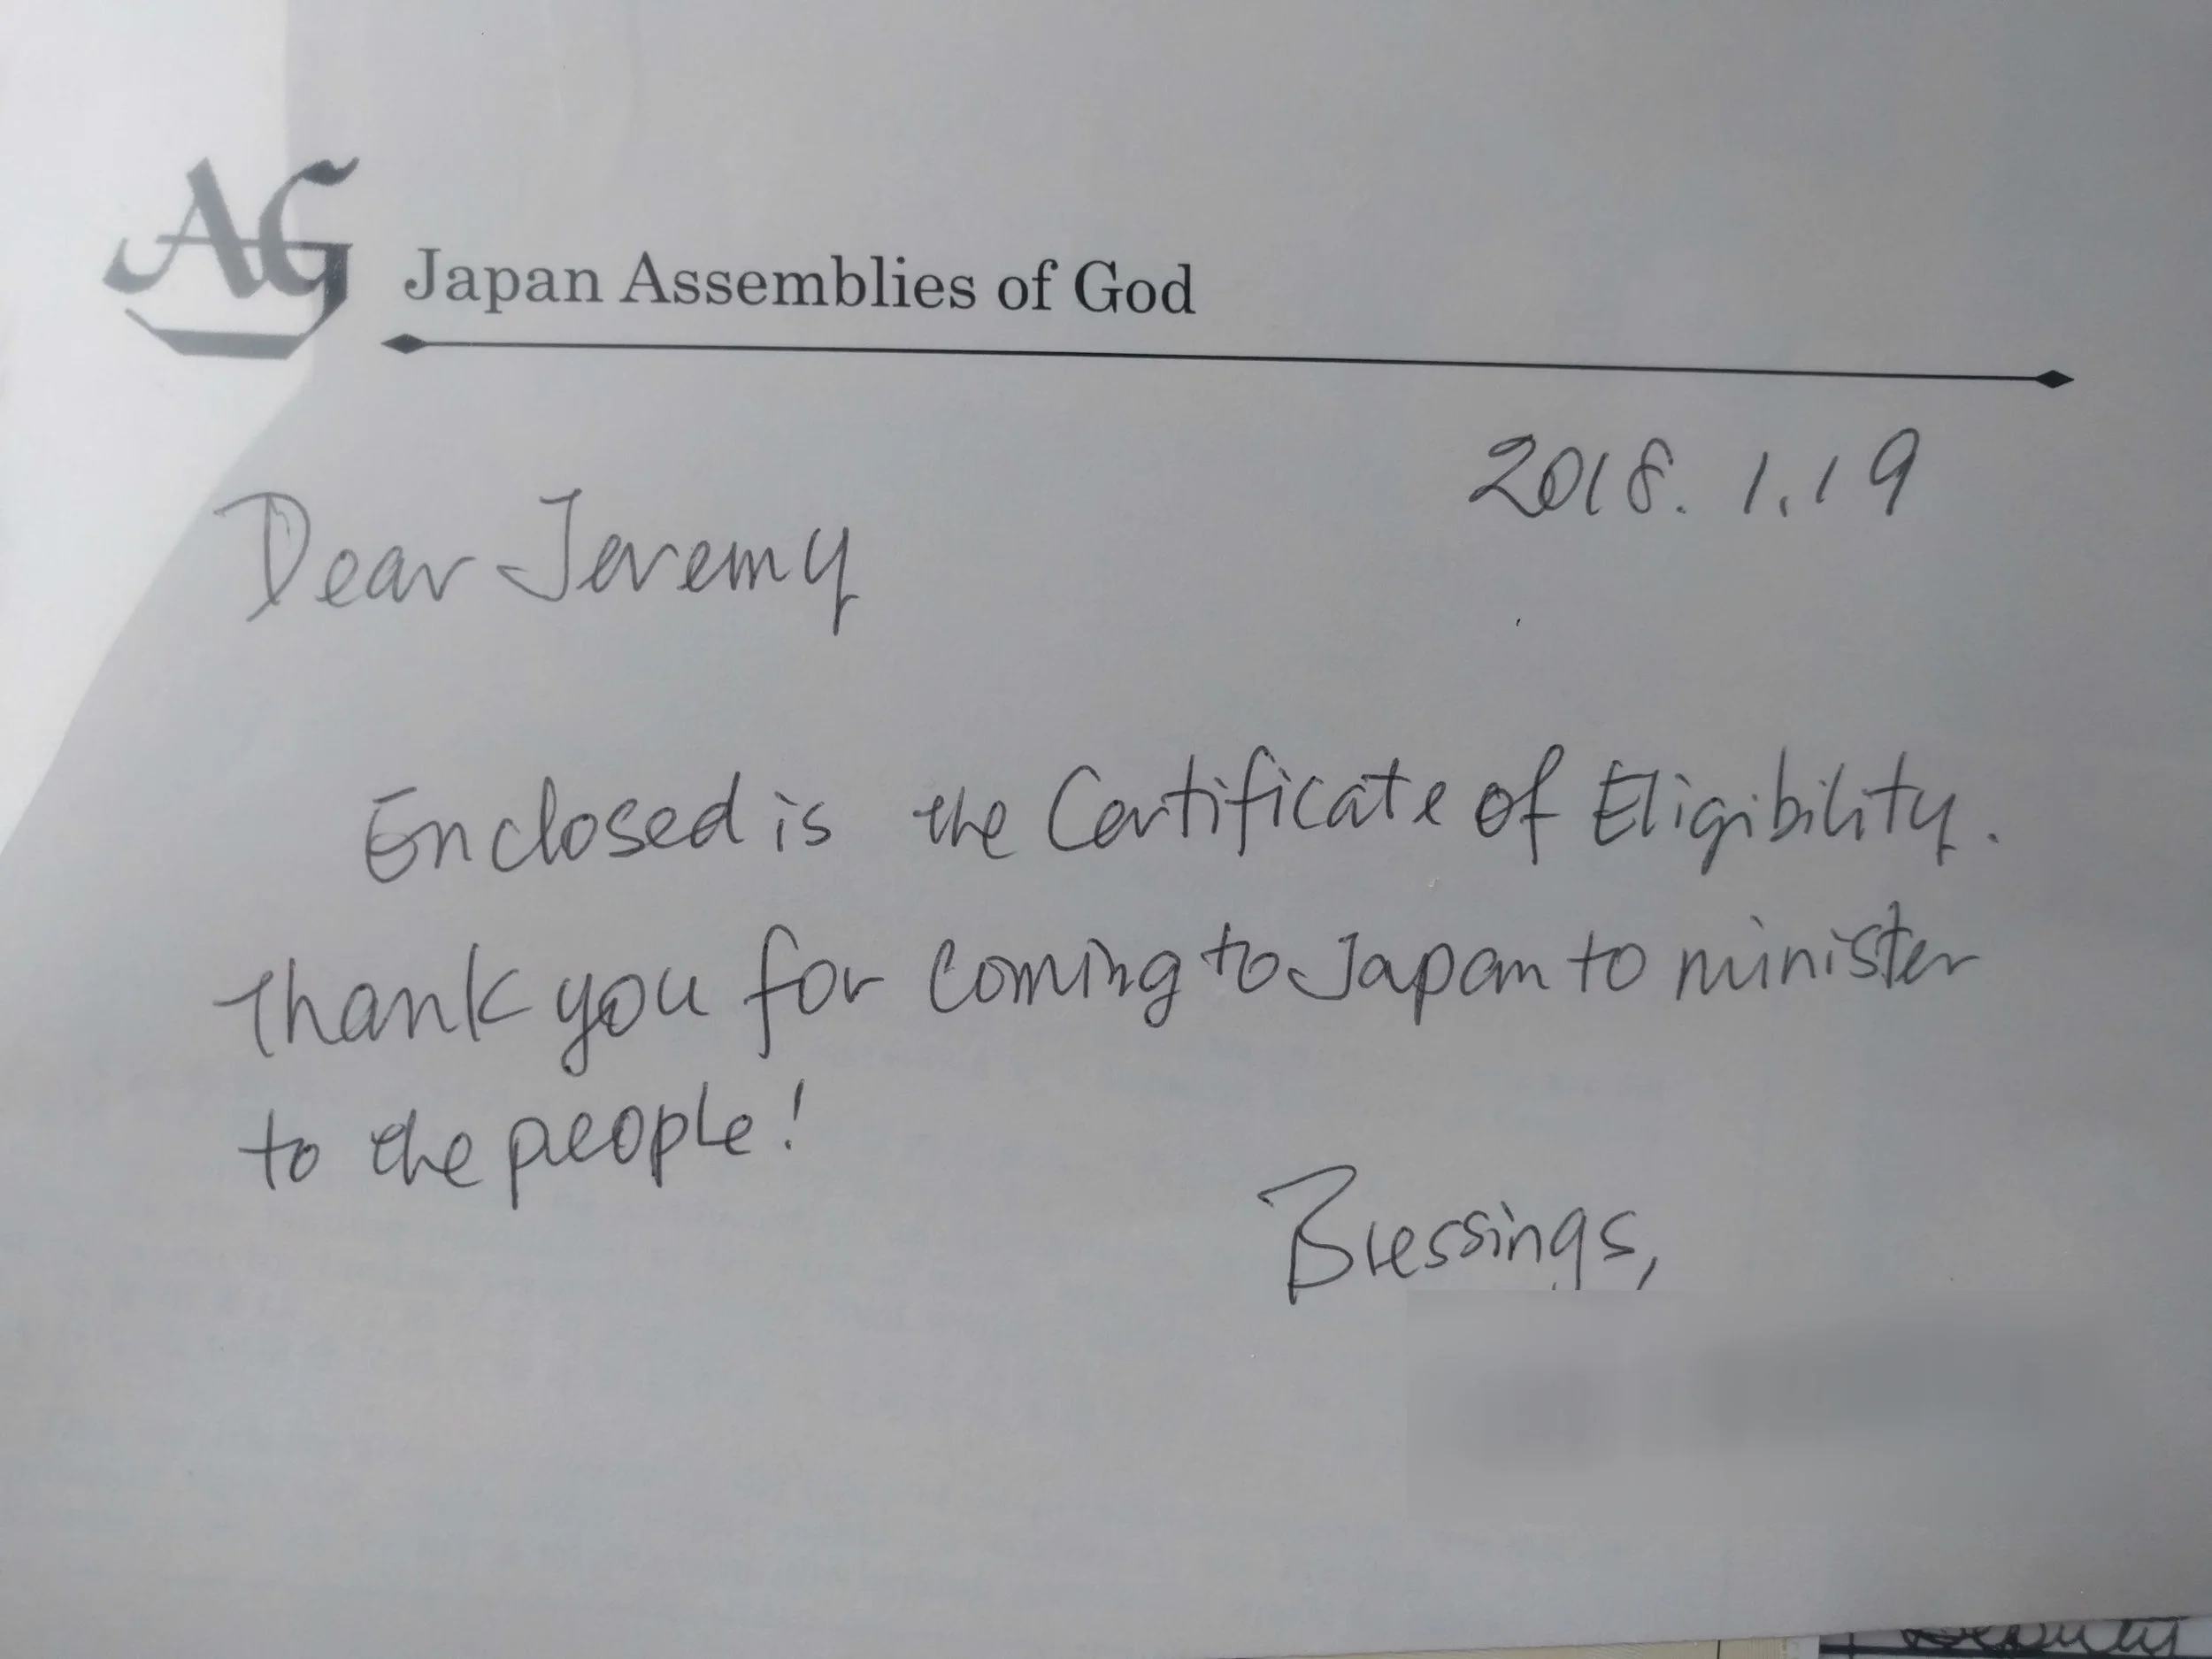 AG
Japan Assemblies of God
2018. 1. 19
Dear Jeremy
Enclosed is the Certificate of Eligibility.
Thank you for coming to Japan to minister
to the people!
Blessings,